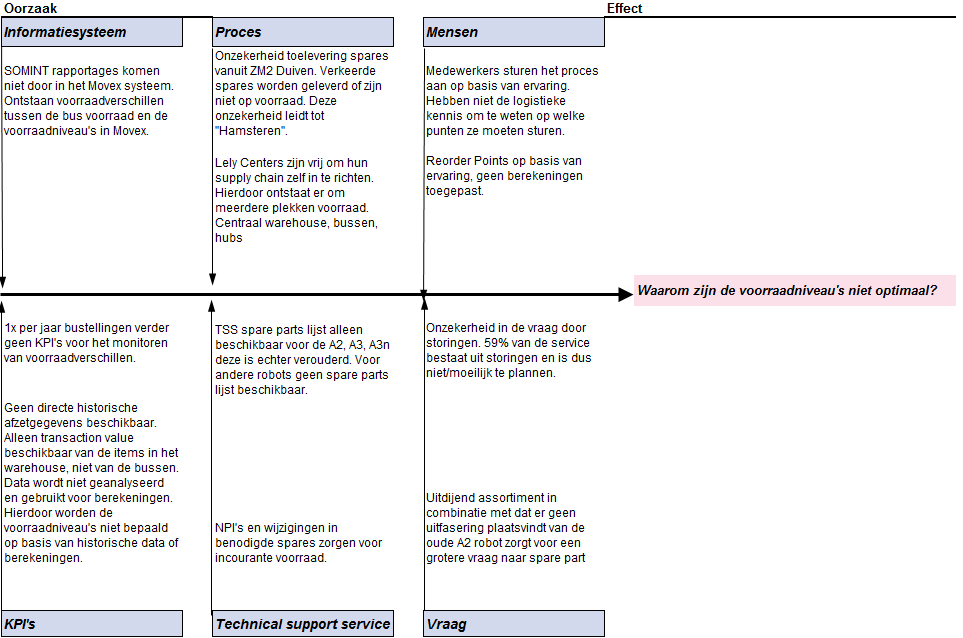 Oorzaak
Effect
Informatiesysteem
SOMINT rapportages komen
niet door in het Movex systeem.
Ontstaan voorraadverschillen
tussen de bus voorraad en de
voorraadniveau's in Movex.
Proces
Onzekerheid toelevering spares
vanuit ZM2 Duiven. Verkeerde
spares worden geleverd of zijn
niet op voorraad. Deze
onzekerheid leidt tot
"Hamsteren".
Lely Centers zijn vrij om hun
supply chain zelf in te richten.
Hierdoor ontstaat er om
meerdere plekken voorraad.
Centraal warehouse, bussen,
hubs
Mensen
Medewerkers sturen het proces
aan op basis van ervaring.
Hebben niet de logistieke
kennis om te weten op welke
punten ze moeten sturen.
Reorder Points op basis van
ervaring, geen berekeningen
toegepast.
Waarom zijn de voorraadniveau's niet optimaal?
1x per jaar bustellingen verder
geen KPI's voor het monitoren
van voorraadverschillen.
Geen directe historische
afzetgegevens beschikbaar.
Alleen transaction value
beschikbaar van de items in het
warehouse, niet van de bussen.
Data wordt niet geanalyseerd
en gebruikt voor berekeningen.
Hierdoor worden de
voorraadniveau's niet bepaald
op basis van historische data of
berekeningen.
KPI's
TSS spare parts lijst alleen
beschikbaar voor de A2, A3, A3n
deze is echter verouderd. Voor
andere robots geen spare parts
lijst beschikbaar.
NPI's en wijzigingen in
benodigde spares zorgen voor
incourante voorraad.
Technical support service
Onzekerheid in de vraag door
storingen. 59% van de service
bestaat uit storingen en is dus
niet/moeilijk te plannen.
Uitdijend assortiment in
combinatie met dat er geen
uitfasering plaatsvindt van de
oude A2 robot zorgt voor een
grotere vraag naar spare part
Vraag